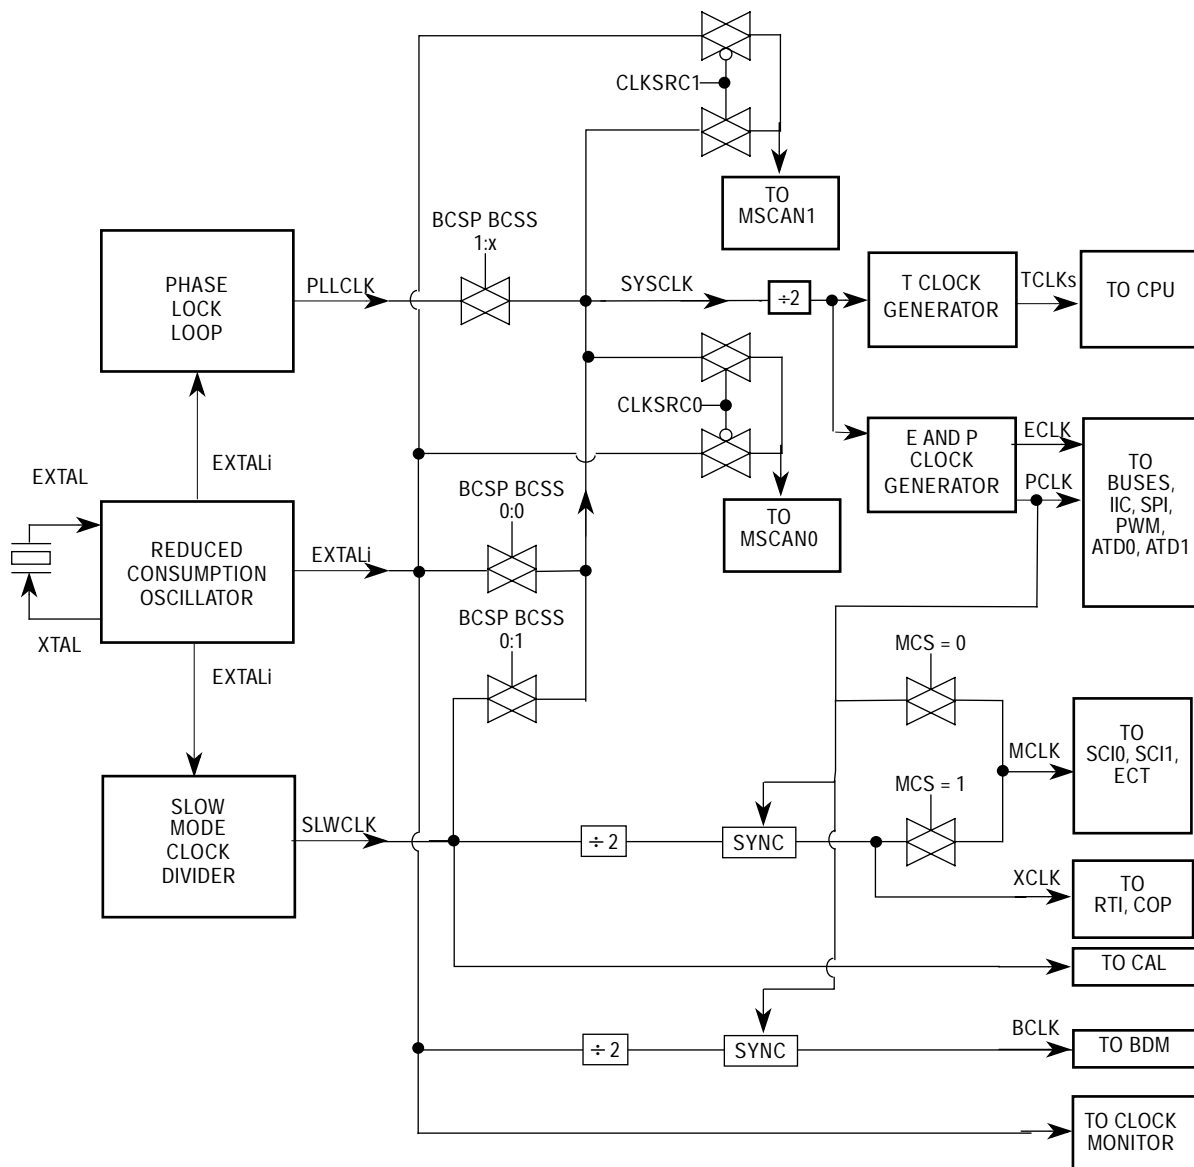 CLKSRC1
TO
MSCAN1
BCSP BCSS
1:x
PHASE
LOCK
LOOP
PLLCLK
SYSCLK
÷2
T CLOCK
GENERATOR
TCLKs
TO CPU
CLKSRC0
EXTALi
EXTAL
BCSP BCSS
0:0
TO
MSCAN0
E AND P
CLOCK
GENERATOR
ECLK
PCLK
TO
BUSES,
IIC, SPI,
PWM,
ATD0, ATD1
REDUCED
CONSUMPTION
OSCILLATOR
EXTALi
XTAL
BCSP BCSS
0:1
EXTALi
MCS = 0
TO
SCI0, SCI1,
ECT
MCLK
MCS = 1
SLOW
MODE
CLOCK
DIVIDER
SLWCLK
÷ 2
SYNC
XCLK
TO
RTI, COP
TO CAL
÷ 2
SYNC
BCLK
TO BDM
TO CLOCK
MONITOR